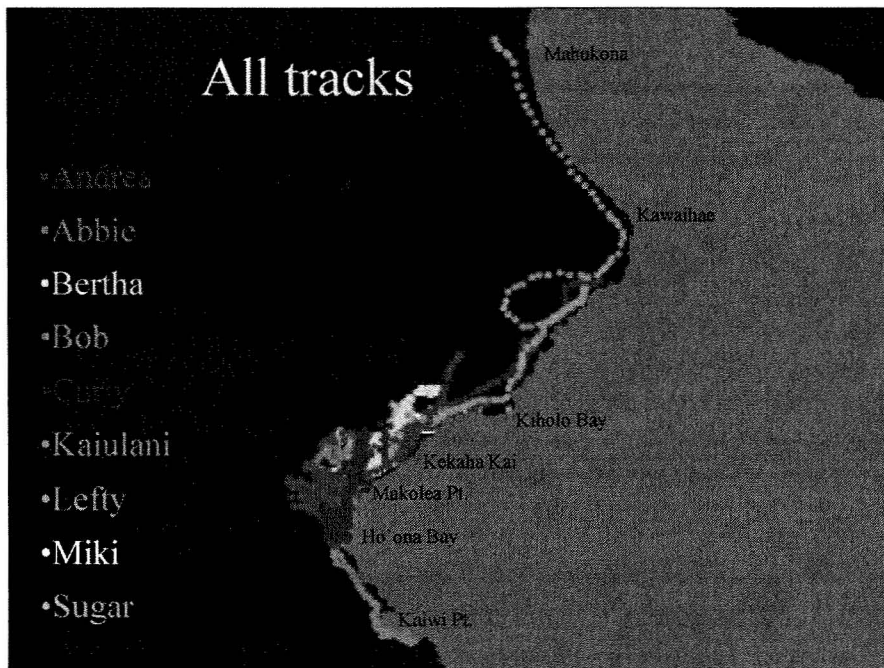 All tracks
•Andrea
•Abbie
•Bertha
•Bob
•Curry
•Kaiulani
•Lefty
•Miki
•Sugar
Mahukona
Kawaihae
Kiholo Bay
Kekaha Kai
Makolea Pt.
Ho´ona Bay
Kaiwi Pt.